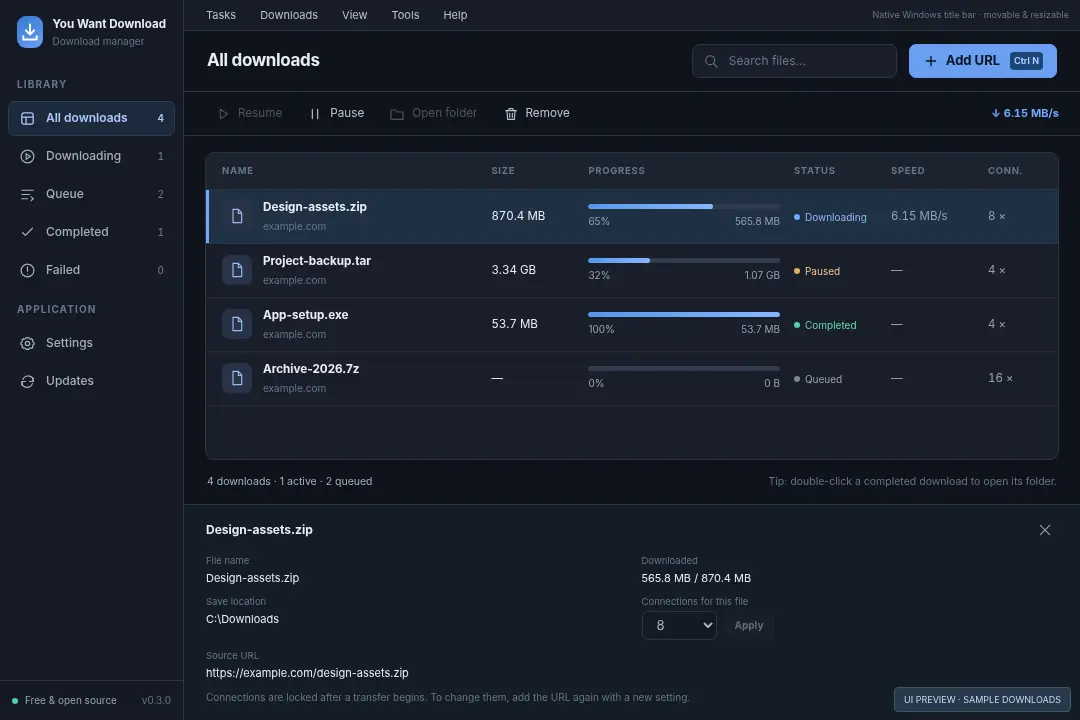 You Want Download
Download manager
LIBRARY
All downloads 4
Downloading 1
Queue 2
Completed 1
Failed 0
APPLICATION
Settings
Updates
Free & open source v0.3.0
Tasks Downloads View Tools Help
Native Windows title bar · movable & resizable
All downloads
Search files...
+ Add URL Ctrl N
Resume Pause Open folder Remove
↓ 6.15 MB/s
NAME SIZE PROGRESS STATUS SPEED CONN.
Design-assets.zip
example.com
870.4 MB
65% 565.8 MB
Downloading
6.15 MB/s
8 ×
Project-backup.tar
example.com
3.34 GB
32% 1.07 GB
Paused
—
4 ×
App-setup.exe
example.com
53.7 MB
100% 53.7 MB
Completed
—
4 ×
Archive-2026.7z
example.com
—
0% 0 B
Queued
—
16 ×
4 downloads · 1 active · 2 queued
Tip: double-click a completed download to open its folder.
Design-assets.zip
File name
Design-assets.zip
Downloaded
565.8 MB / 870.4 MB
Save location
C:\Downloads
Connections for this file
8 Apply
Source URL
https://example.com/design-assets.zip
Connections are locked after a transfer begins. To change them, add the URL again with a new setting.
UI PREVIEW · SAMPLE DOWNLOADS